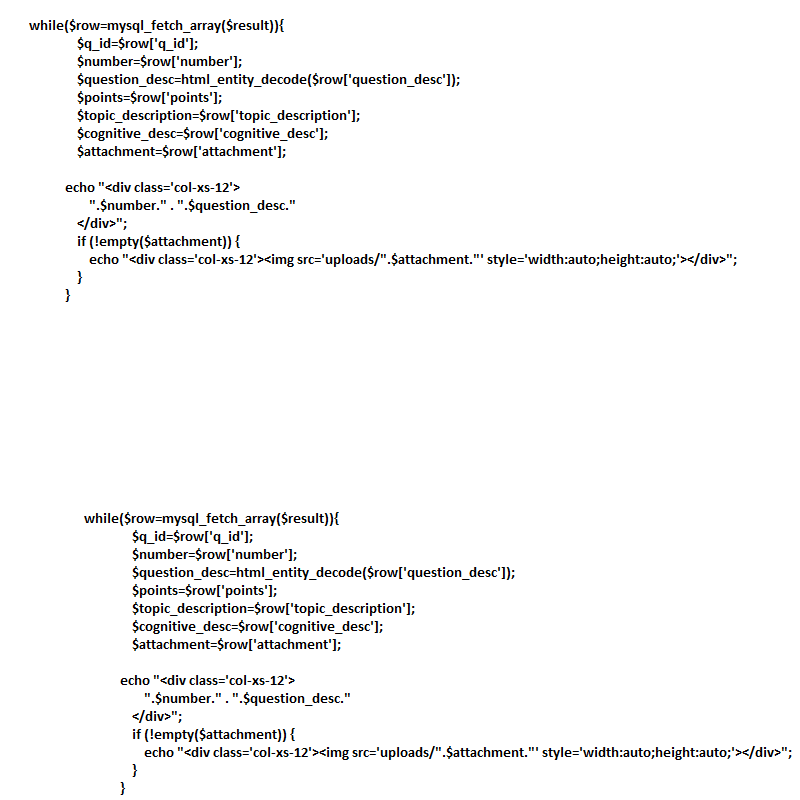 while($row=mysql_fetch_array($result)){
$q_id=$row['q_id'];
$number=$row['number'];
$question_desc=html_entity_decode($row['question_desc']);
$points=$row['points'];
$topic_description=$row['topic_description'];
$cognitive_desc=$row['cognitive_desc'];
$attachment=$row['attachment'];
echo "<div class='col-xs-12'>
".$number." . ".$question_desc."
</div>";
if (!empty($attachment)) {
echo "<div class='col-xs-12'><img src='uploads/".$attachment."' style='width:auto;height:auto;'></div>";
}
}
while($row=mysql_fetch_array($result)){
$q_id=$row['q_id'];
$number=$row['number'];
$question_desc=html_entity_decode($row['question_desc']);
$points=$row['points'];
$topic_description=$row['topic_description'];
$cognitive_desc=$row['cognitive_desc'];
$attachment=$row['attachment'];
echo "<div class='col-xs-12'>
".$number." . ".$question_desc."
</div>";
if (!empty($attachment)) {
echo "<div class='col-xs-12'><img src='uploads/".$attachment."' style='width:auto;height:auto;'></div>";
}
}